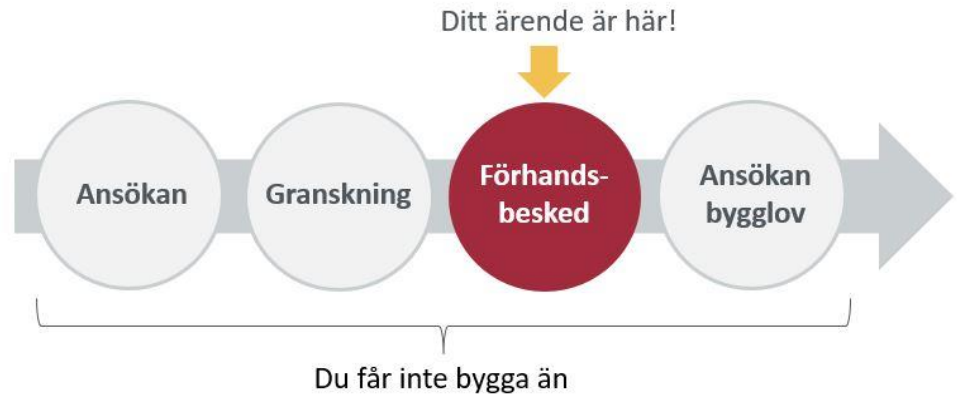 Ditt ärende är här!
Ansökan
Granskning
Förhands-
besked
Ansökan
bygglov
Du får inte bygga än